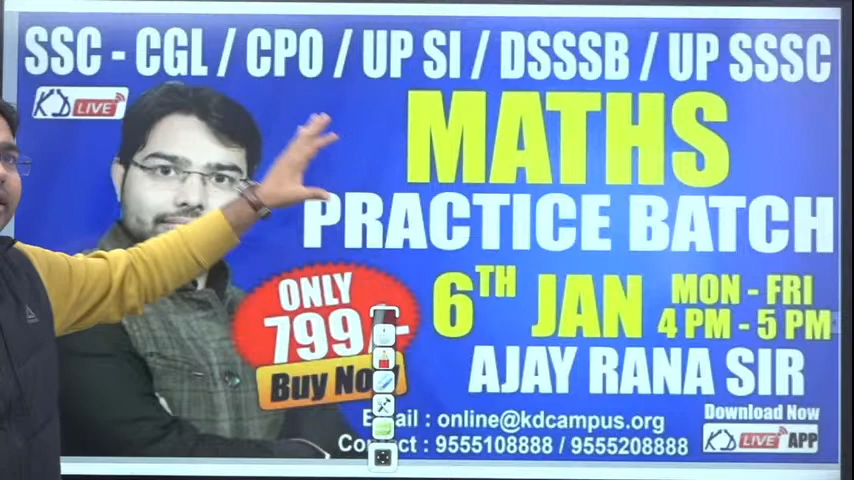 SSC - CGL / CPO / UP SI / DSSSB / UP SSSC
KD LIVE
MATHS
PRACTICE BATCH
ONLY
799/-
Buy Now
6TH JAN
MON - FRI
4 PM - 5 PM
AJAY RANA SIR
Email : online@kdcampus.org
Contact : 9555108888 / 9555208888
Download Now
KD LIVE APP